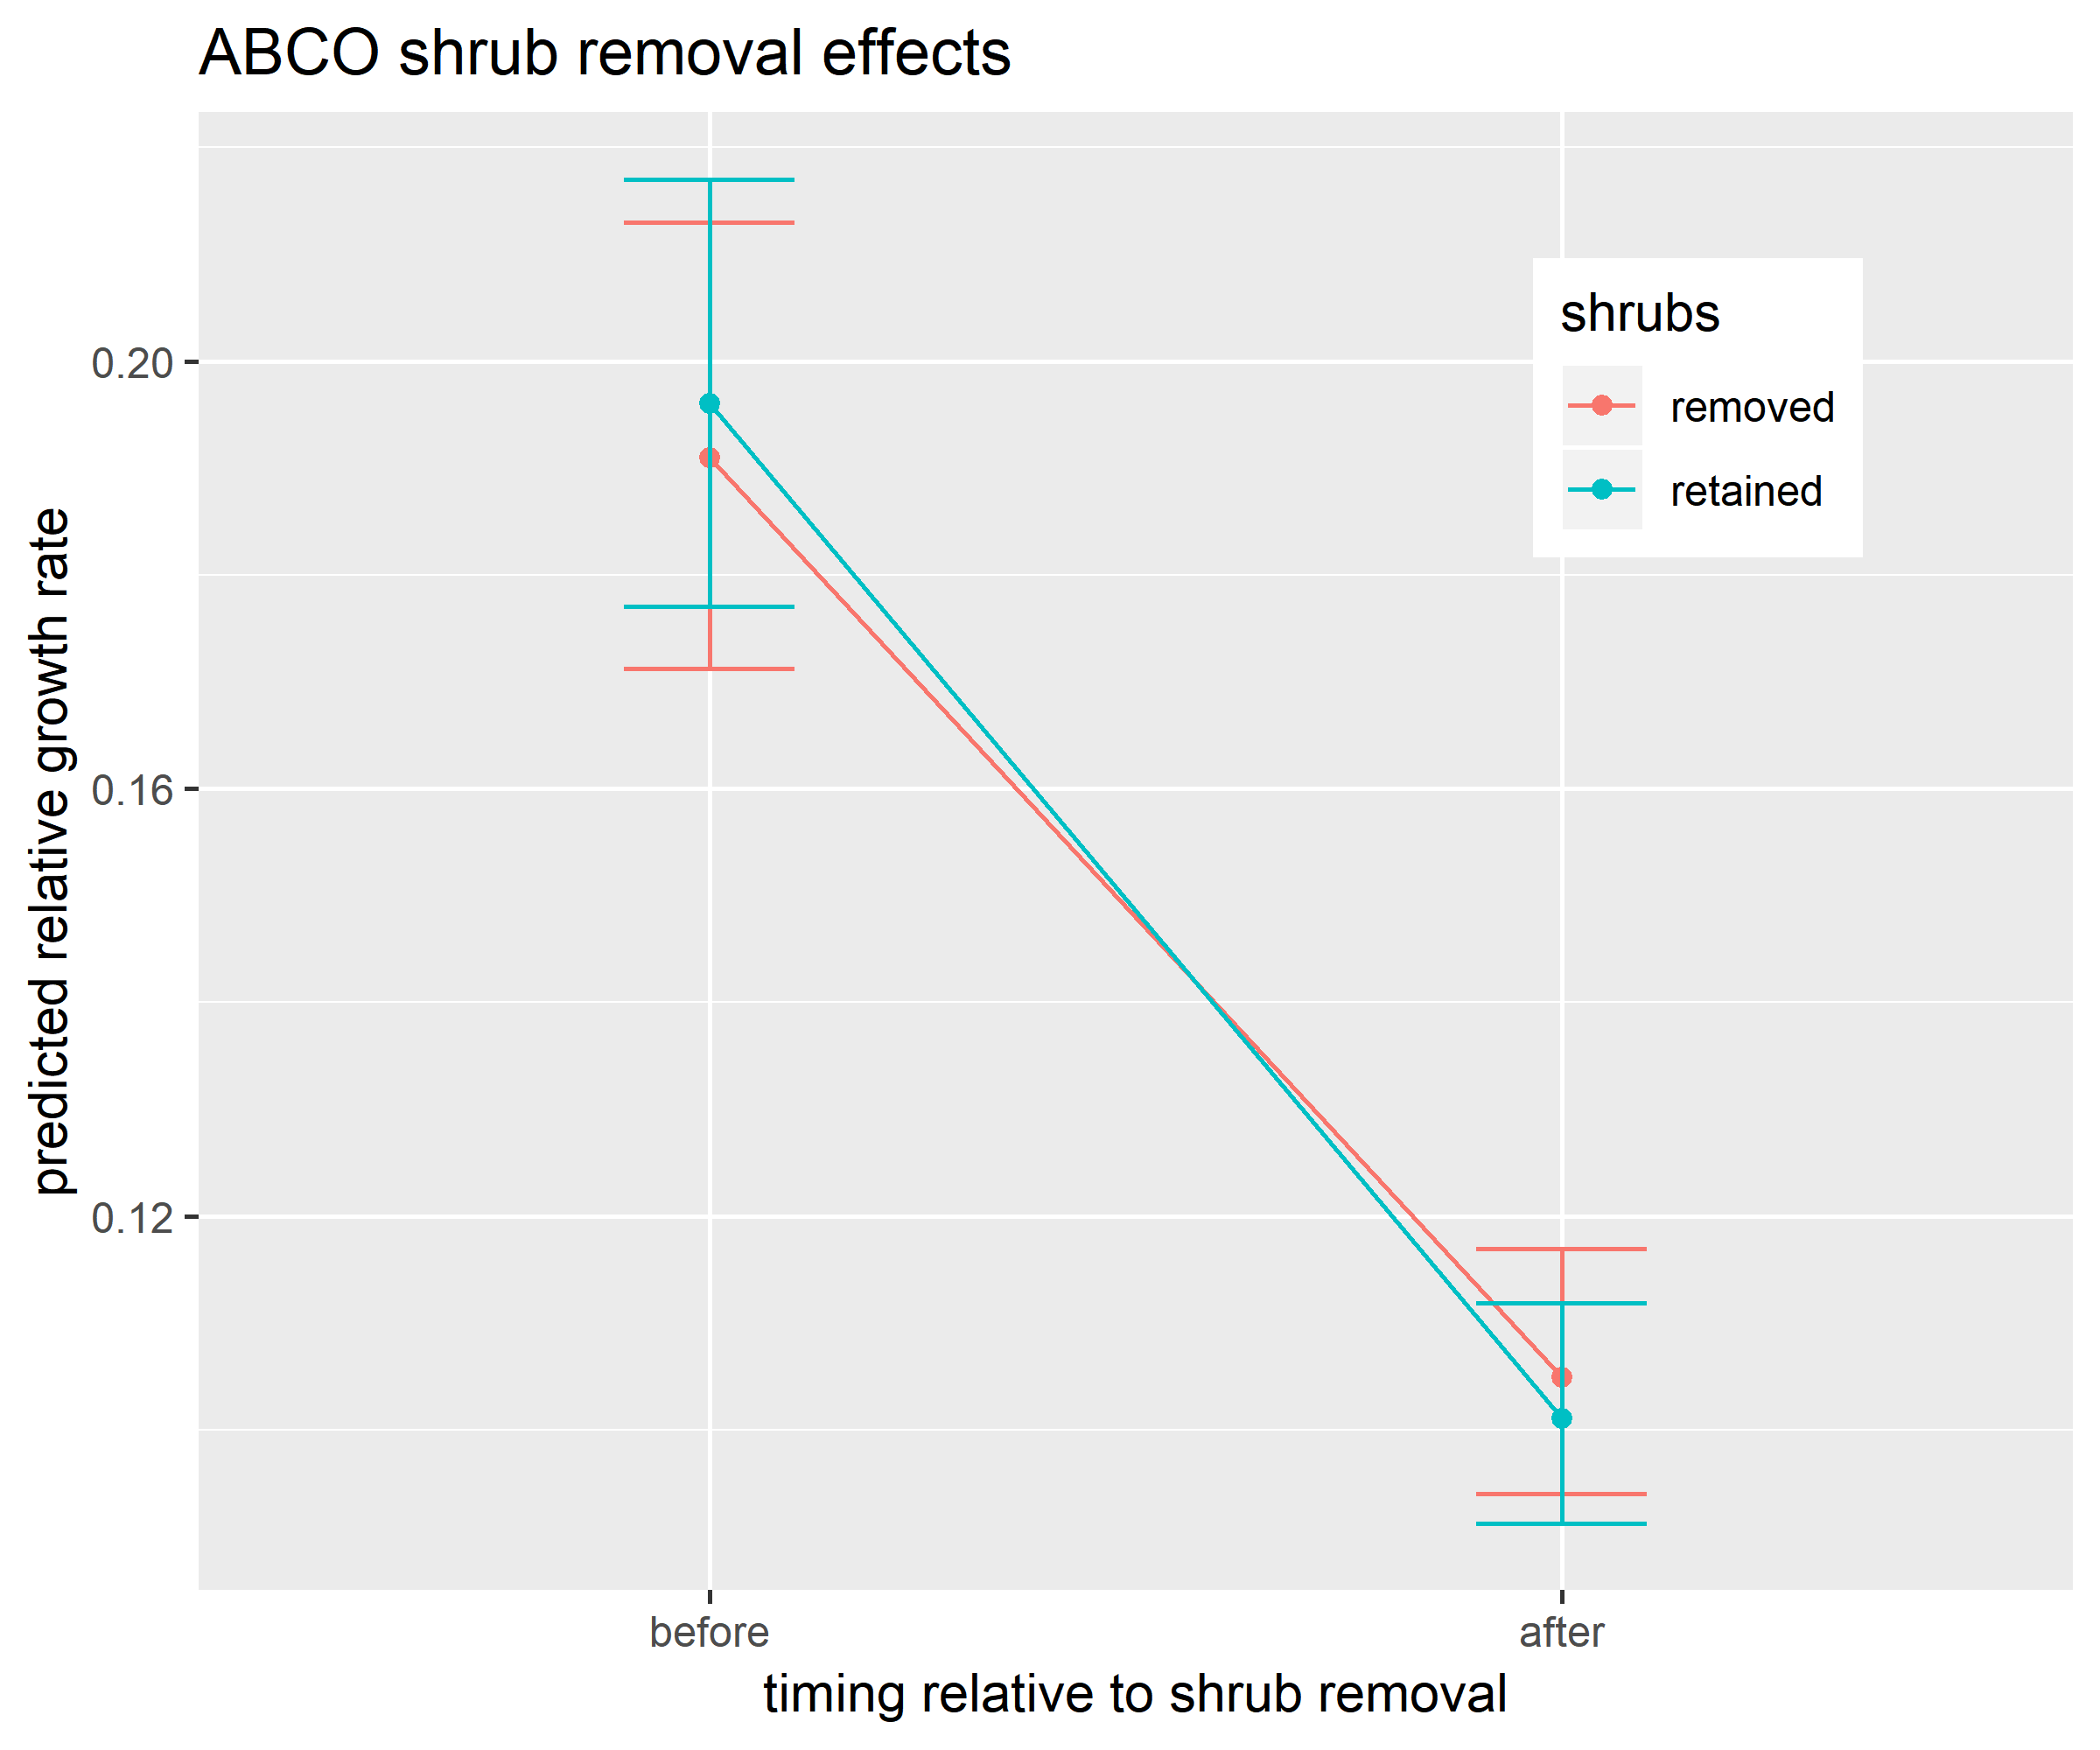 ABCO shrub removal effects
predicted relative growth rate
0.20
0.16
0.12
shrubs
removed
retained
before
after
timing relative to shrub removal